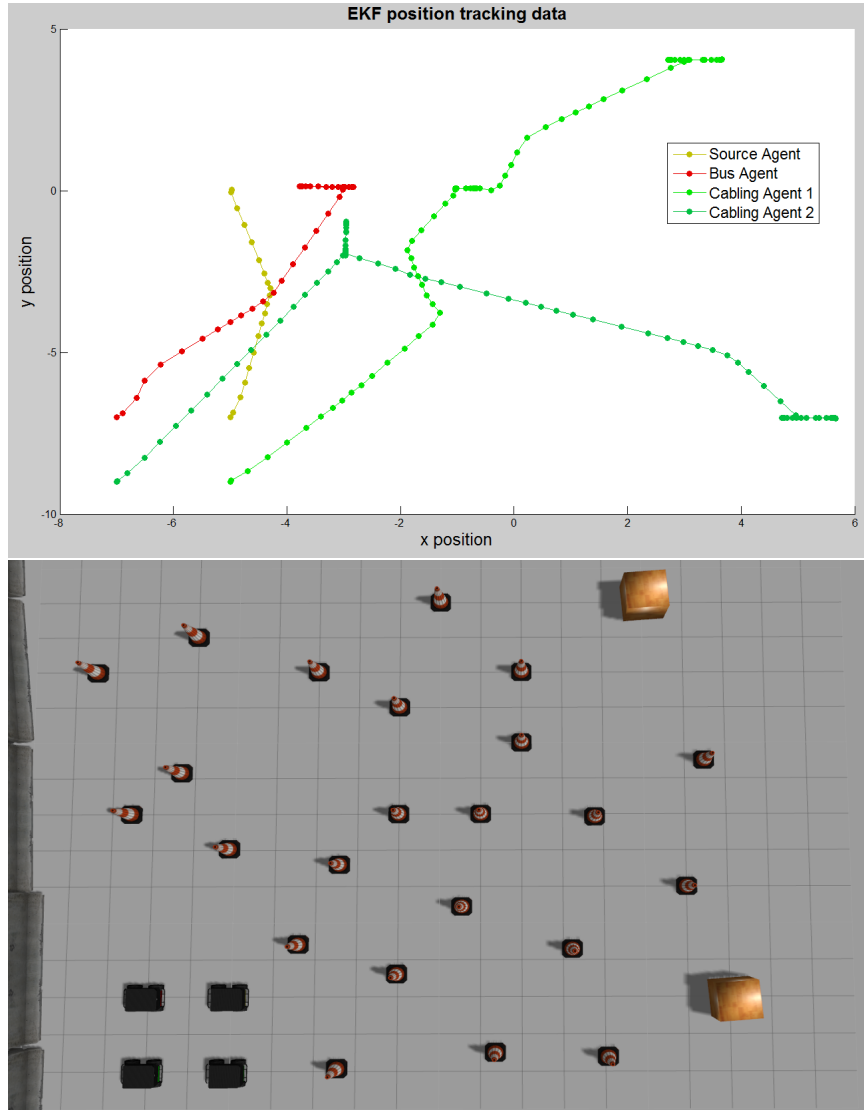 EKF position tracking data
5
0
-5
-10
y position
Source Agent
Bus Agent
Cabling Agent 1
Cabling Agent 2
-8 -6 -4 -2 0 2 4 6
x position